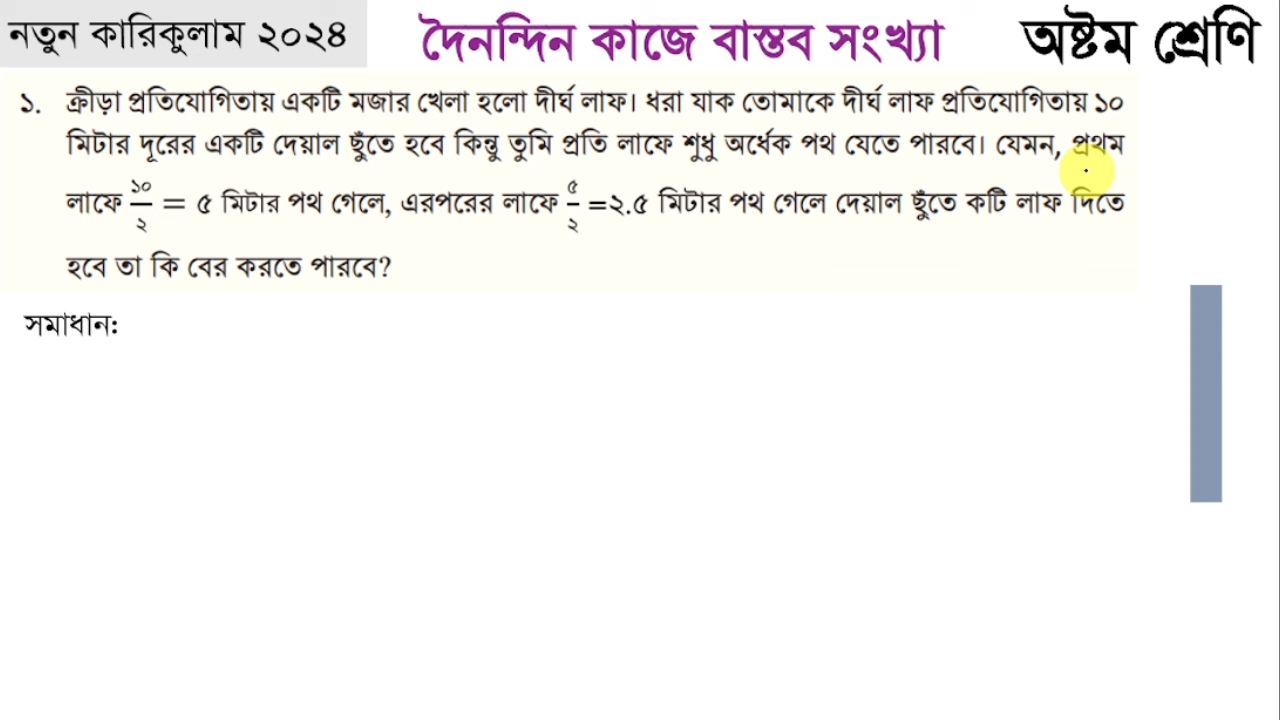 নতুন কারিকুলাম ২০২৪ দৈনন্দিন কাজে বাস্তব সংখ্যা অষ্টম শ্রেণি
১. ক্রীড়া প্রতিযোগিতায় একটি মজার খেলা হলো দীর্ঘ লাফ। ধরা যাক তোমাকে দীর্ঘ লাফ প্রতিযোগিতায় ১০
মিটার দূরের একটি দেয়াল ছুঁতে হবে কিন্তু তুমি প্রতি লাফে শুধু অর্ধেক পথ যেতে পারবে। যেমন, প্রথম
লাফে ১০/২ = ৫ মিটার পথ গেলে, এরপরের লাফে ৫/২ =২.৫ মিটার পথ গেলে দেয়াল ছুঁতে কটি লাফ দিতে
হবে তা কি বের করতে পারবে?
সমাধান: